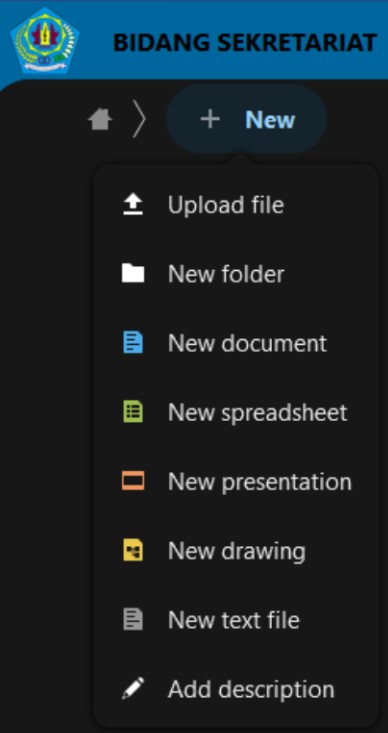 BIDANG SEKRETARIAT
New
Upload file
New folder
New document
New spreadsheet
New presentation
New drawing
New text file
Add description